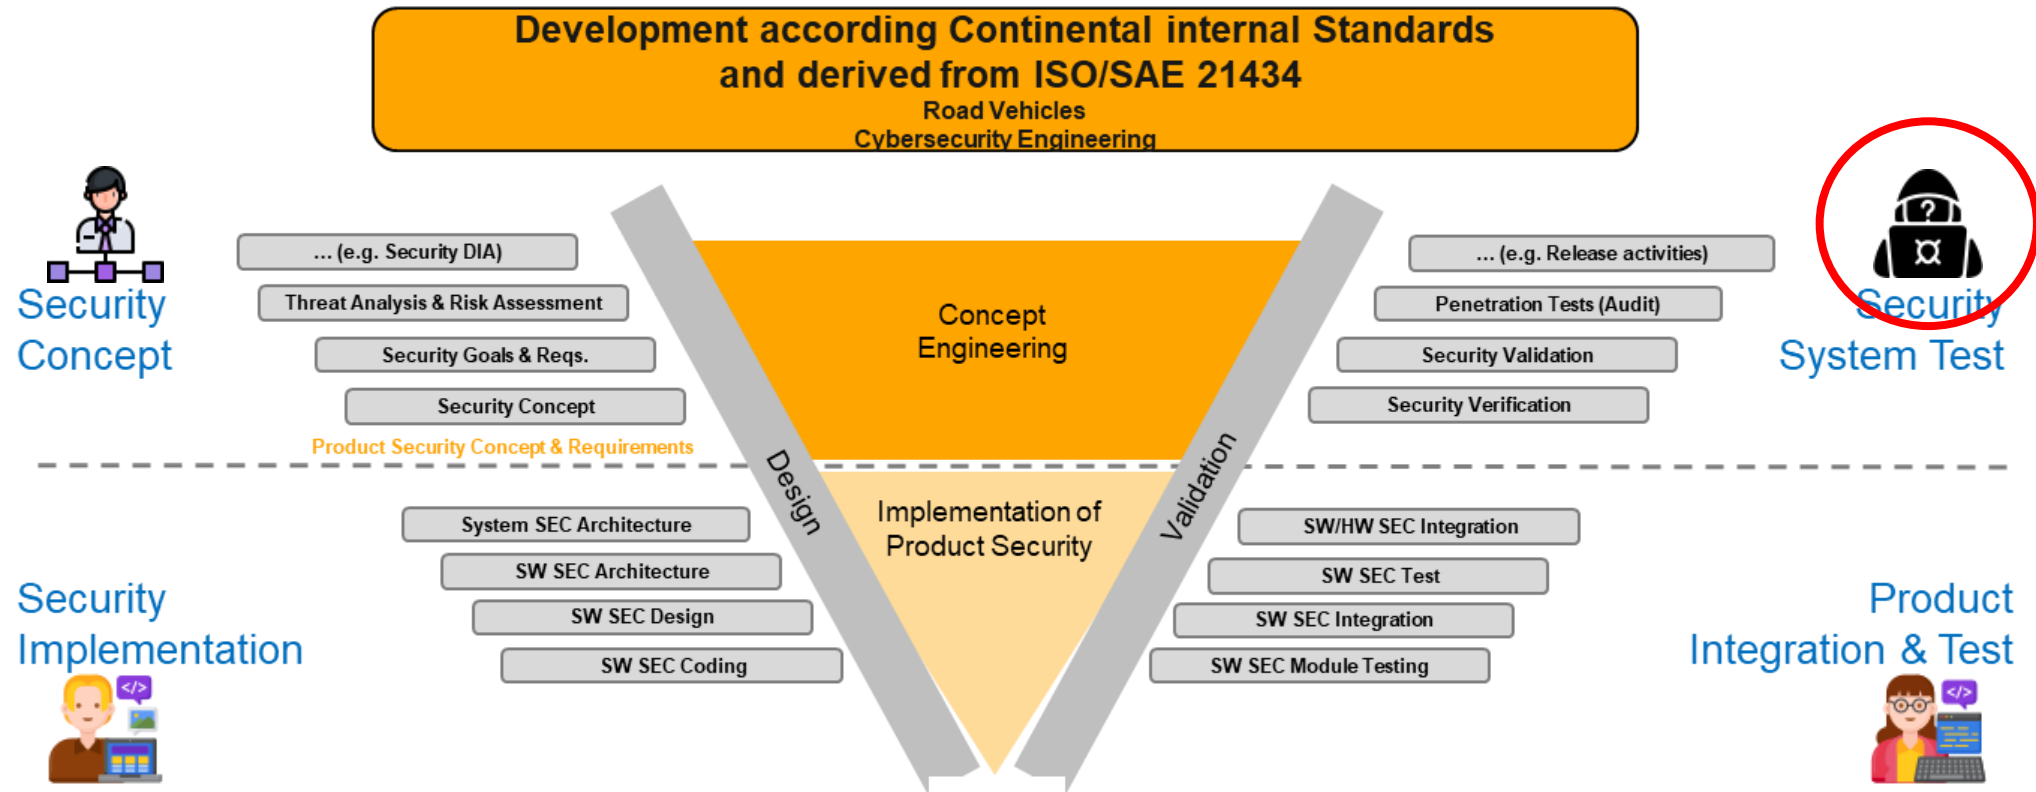 Development according Continental internal Standards
and derived from ISO/SAE 21434
Road Vehicles
Cybersecurity Engineering
Security
Concept
... (e.g. Security DIA)
Threat Analysis & Risk Assessment
Security Goals & Reqs.
Security Concept
Product Security Concept & Requirements
Concept
Engineering
... (e.g. Release activities)
Penetration Tests (Audit)
Security Validation
Security Verification
?
Security
System Test
Design
Validation
Security
Implementation
</>
System SEC Architecture
SW SEC Architecture
SW SEC Design
SW SEC Coding
Implementation of
Product Security
SW/HW SEC Integration
SW SEC Test
SW SEC Integration
SW SEC Module Testing
Product
Integration & Test
</>